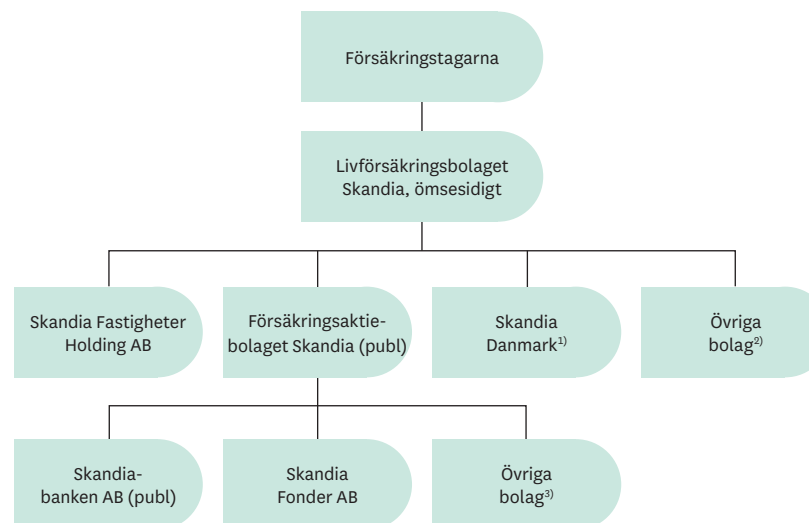 Försäkringstagarna
Livförsäkringsbolaget
Skandia, ömsesidigt
Skandia Fastigheter
Holding AB
Försäkringsaktie-
bolaget Skandia (publ)
Skandia
Danmark¹⁾
Övriga
bolag²⁾
Skandia-
banken AB (publ)
Skandia
Fonder AB
Övriga
bolag³⁾